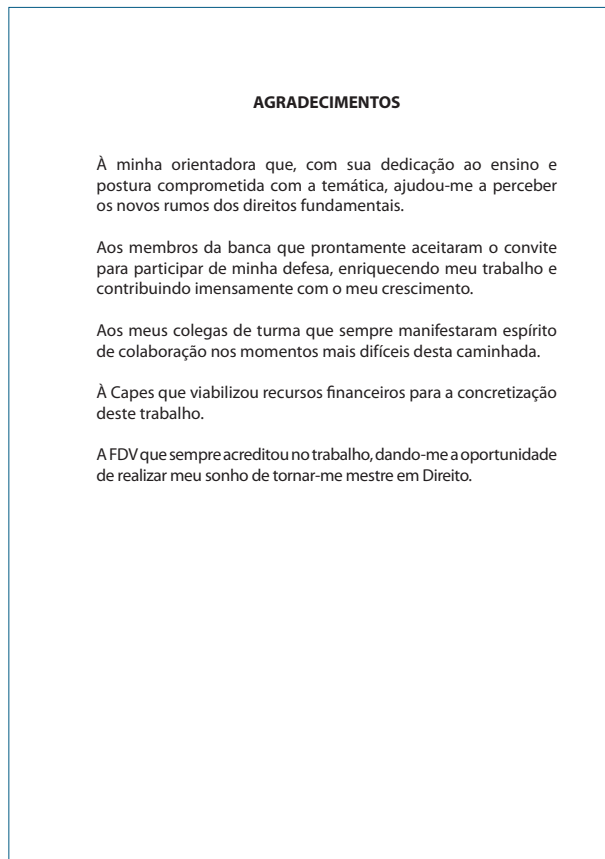 AGRADECIMENTOS
À minha orientadora que, com sua dedicação ao ensino e
postura comprometida com a temática, ajudou-me a perceber
os novos rumos dos direitos fundamentais.
Aos membros da banca que prontamente aceitaram o convite
para participar de minha defesa, enriquecendo meu trabalho e
contribuindo imensamente com o meu crescimento.
Aos meus colegas de turma que sempre manifestaram espírito
de colaboração nos momentos mais difíceis desta caminhada.
À Capes que viabilizou recursos financeiros para a concretização
deste trabalho.
A FDV que sempre acreditou no trabalho, dando-me a oportunidade
de realizar meu sonho de tornar-me mestre em Direito.